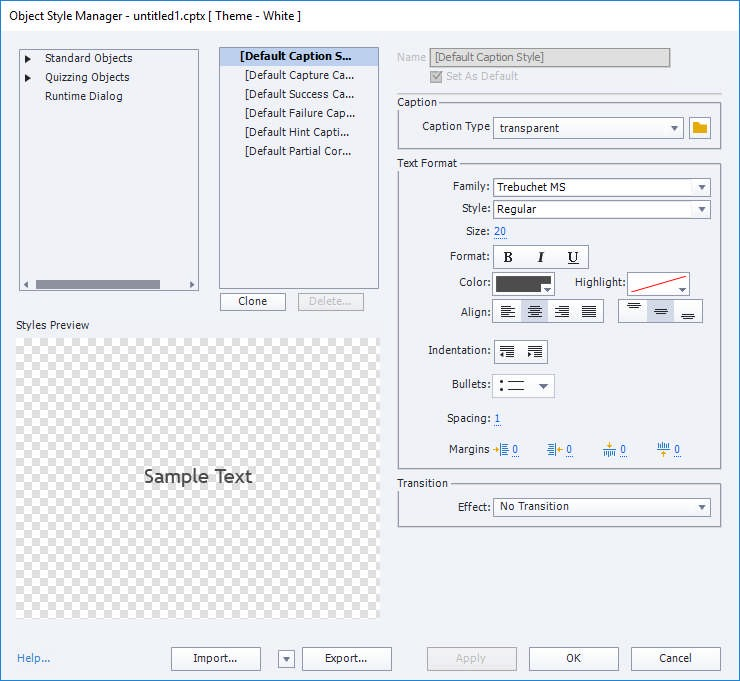 Object Style Manager - untitled1.cptx [ Theme - White ]
Standard Objects
Quizzing Objects
Runtime Dialog
[Default Caption S...
[Default Capture Ca...
[Default Success Ca...
[Default Failure Cap...
[Default Hint Capti...
[Default Partial Cor...
Clone
Delete...
Styles Preview
Sample Text
Name [Default Caption Style]
Set As Default
Caption
Caption Type transparent
Text Format
Family: Trebuchet MS
Style: Regular
Size: 20
Format: B I U
Color: Highlight:
Align:
Indentation:
Bullets:
Spacing: 1
Margins 0 0 0 0
Transition
Effect: No Transition
Help... Import... Export... Apply OK Cancel